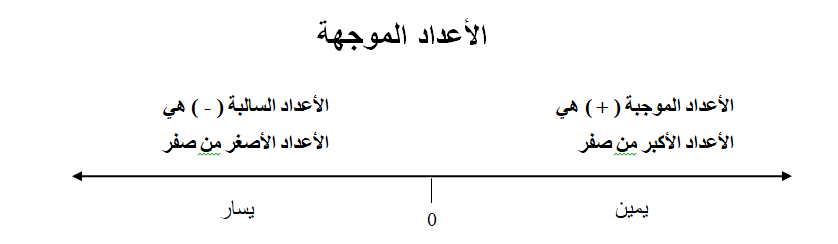 الأعداد الموجهة
الأعداد الموجبة ( + ) هي
الأعداد الأكبر من صفر
الأعداد السالبة ( - ) هي
الأعداد الأصغر من صفر
يمين
0
يسار